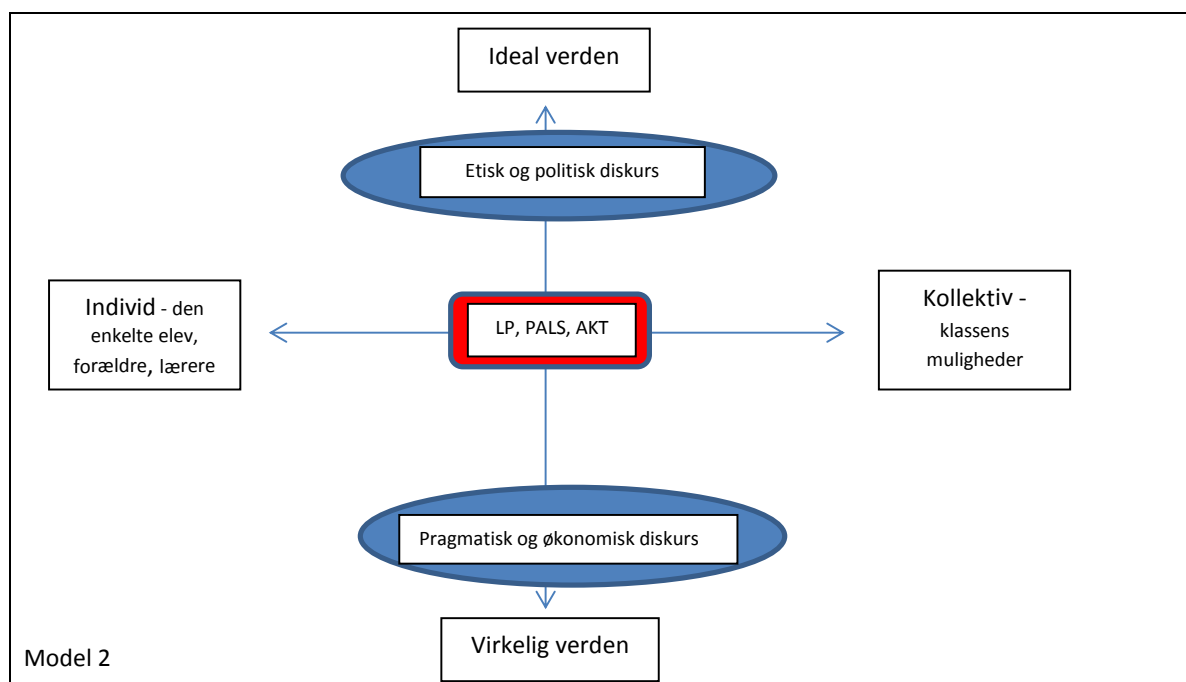 Ideal verden
Etisk og politisk diskurs
Individ - den
enkelte elev,
forældre, lærere
LP, PALS, AKT
Kollektiv -
klassens
muligheder
Pragmatisk og økonomisk diskurs
Virkelig verden
Model 2